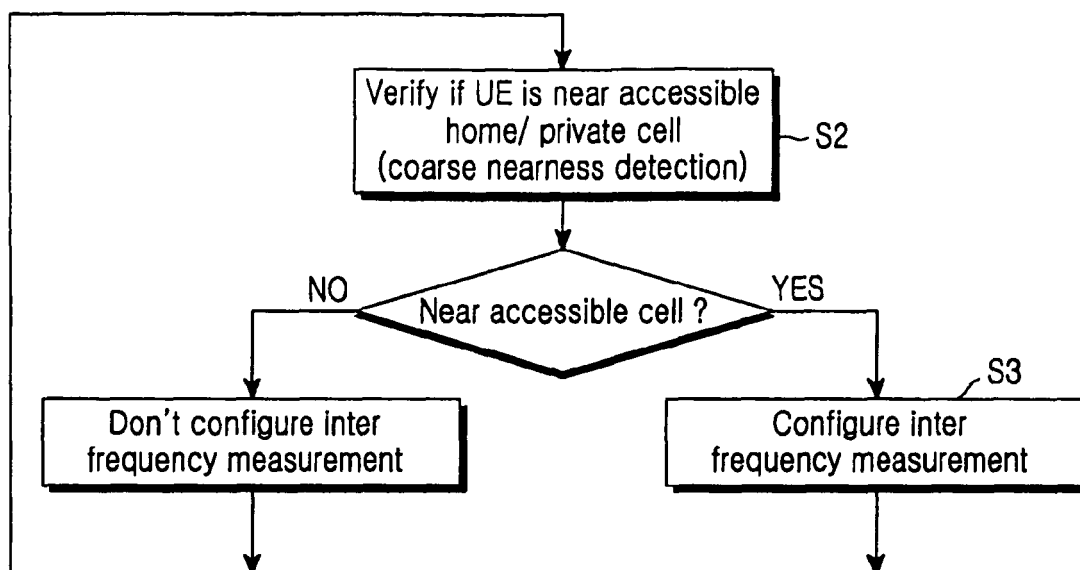 Verify if UE is near accessible
home/ private cell
(coarse nearness detection)
S2
NO
YES
Near accessible cell ?
S3
Don't configure inter
frequency measurement
Configure inter
frequency measurement